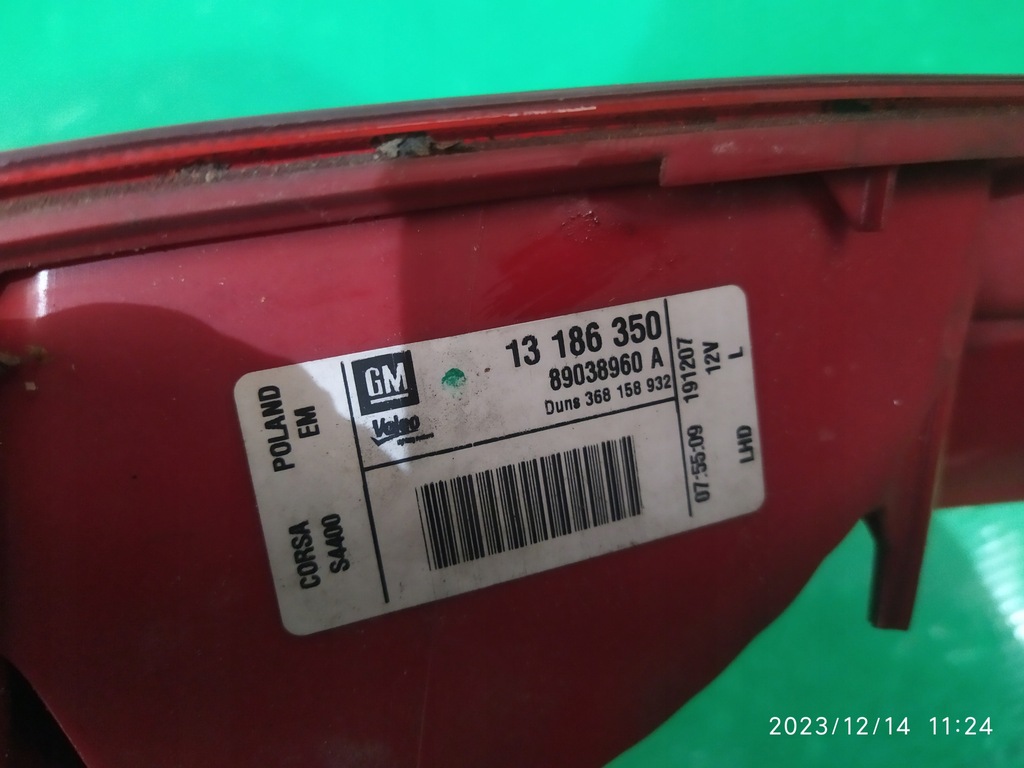 POLAND
EM
CORSA
S4400
GM
Valeo
13 186 350
89038960 A
Duns 368 158 932
07:55:09 191207
12V
LHD L
2023/12/14 11:24